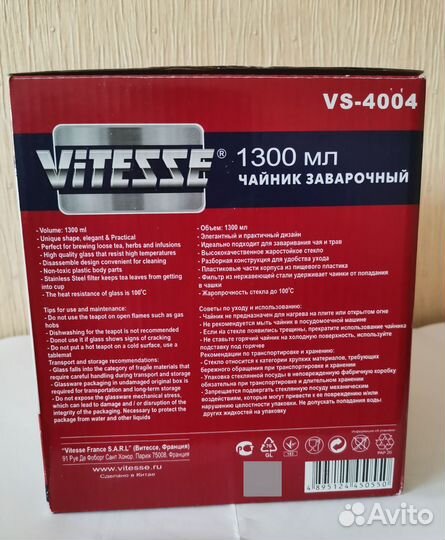 VS-4004
ViTESSE®
1300 мл
ЧАЙНИК ЗАВАРОЧНЫЙ
- Volume: 1300 ml
- Unique shape, elegant & Practical
- Perfect for brewing loose tea, herbs and infusions
- High quality glass that resist high temperatures
- Disassemble design convenient for cleaning
- Non-toxic plastic body parts
- Stainless Steel filter keeps tea leaves from getting
into cup
- The heat resistance of glass is 100°C
Tips for use and maintenance:
- Do not use the teapot on open flames such as gas
hobs
- Dishwashing for the teapot is not recommended
- Donot use it if glass shows signs of cracking
- Do not put a hot teapot on a cold surface, use a
tablemat
Transport and storage recommendations:
- Glass falls into the category of fragile materials that
require careful handling during transport and storage
- Glassware packaging in undamaged original box is
required for transportation and long-term storage
- Do not expose the glassware mechanical stress,
which can lead to damage and / or disruption of the
integrity of the packaging. Necessary to protect the
package from water and other liquids
- Объем: 1300 мл
- Элегантный и практичный дизайн
- Идеально подходит для заваривания чая и трав
- Высококачественное жаростойкое стекло
- Разборная конструкция для удобства ухода
- Пластиковые части корпуса из пищевого пластика
- Фильтр из нержавеющей стали удерживает чаинки от попадания
в чашки
- Жаропрочность стекла до 100°C
Советы по уходу и использованию:
- Чайник не предназначен для нагрева на плите или открытом огне
- Не рекомендуется мыть чайник в посудомоечной машине
- Если на стекле появились трещины, прекратите использование чайника
- Не ставьте горячий чайник на холодную поверхность, используйте
подставку под горячее
Рекомендации по транспортированию и хранению:
- Стекло относится к категории хрупких материалов, требующих
бережного обращения при транспортировке и хранении
- Упаковка стеклянной посуды в неповрежденную фабричную коробку
обязательна при транспортировке и длительном хранении
- Запрещается подвергать стеклянную посуду механическим
воздействиям, которые могут привести к ее повреждению и/или
нарушению целостности упаковки. Не допускать попадания воды и
других жидкостей на упаковку
"Vitesse France S.A.R.L" (Витессе, Франция)
91 Рю Де Фоборг Сант Хонор, Париж 75008, Франция
www.vitesse.ru
Сделано в Китае
70
GL
Информация об упаковке
PAP 20
4 895124 450550
Avito